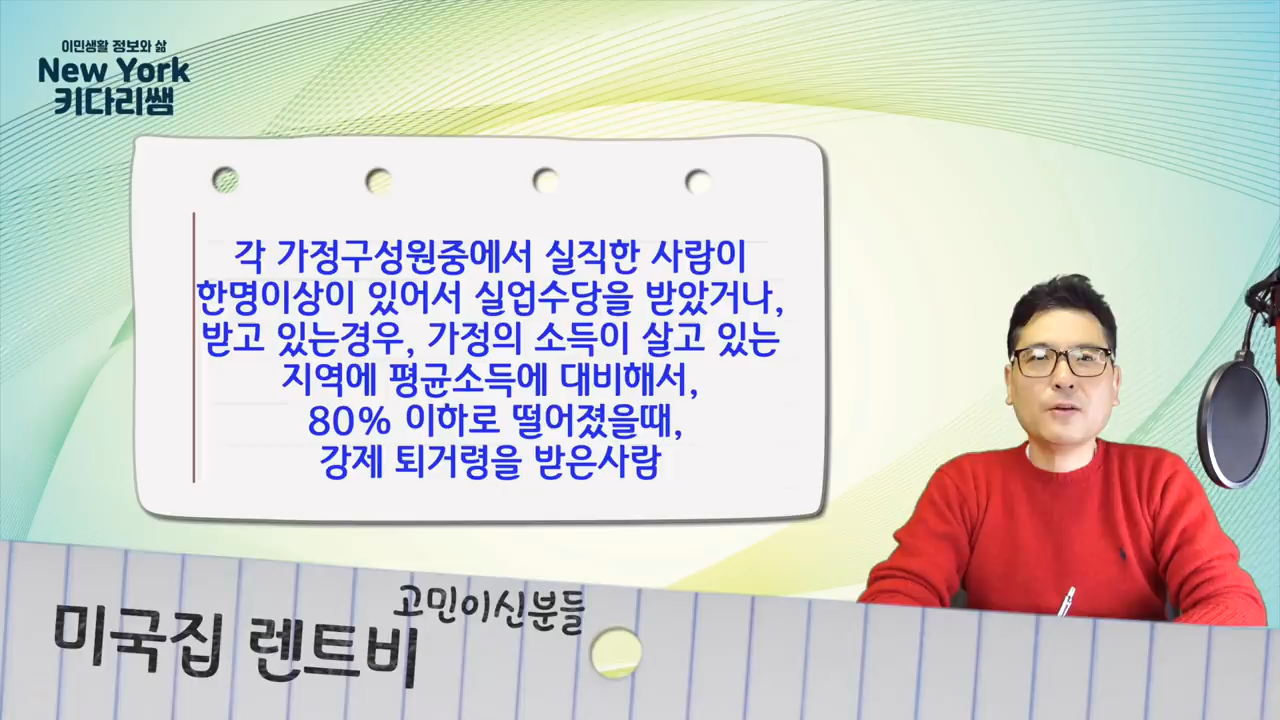 이민생활 정보와 삶
New York
키다리쌤
각 가정구성원중에서 실직한 사람이
한명이상이 있어서 실업수당을 받았거나,
받고 있는경우, 가정의 소득이 살고 있는
지역에 평균소득에 대비해서,
80% 이하로 떨어졌을때,
강제 퇴거령을 받은사람
고민이신분들
미국집 렌트비